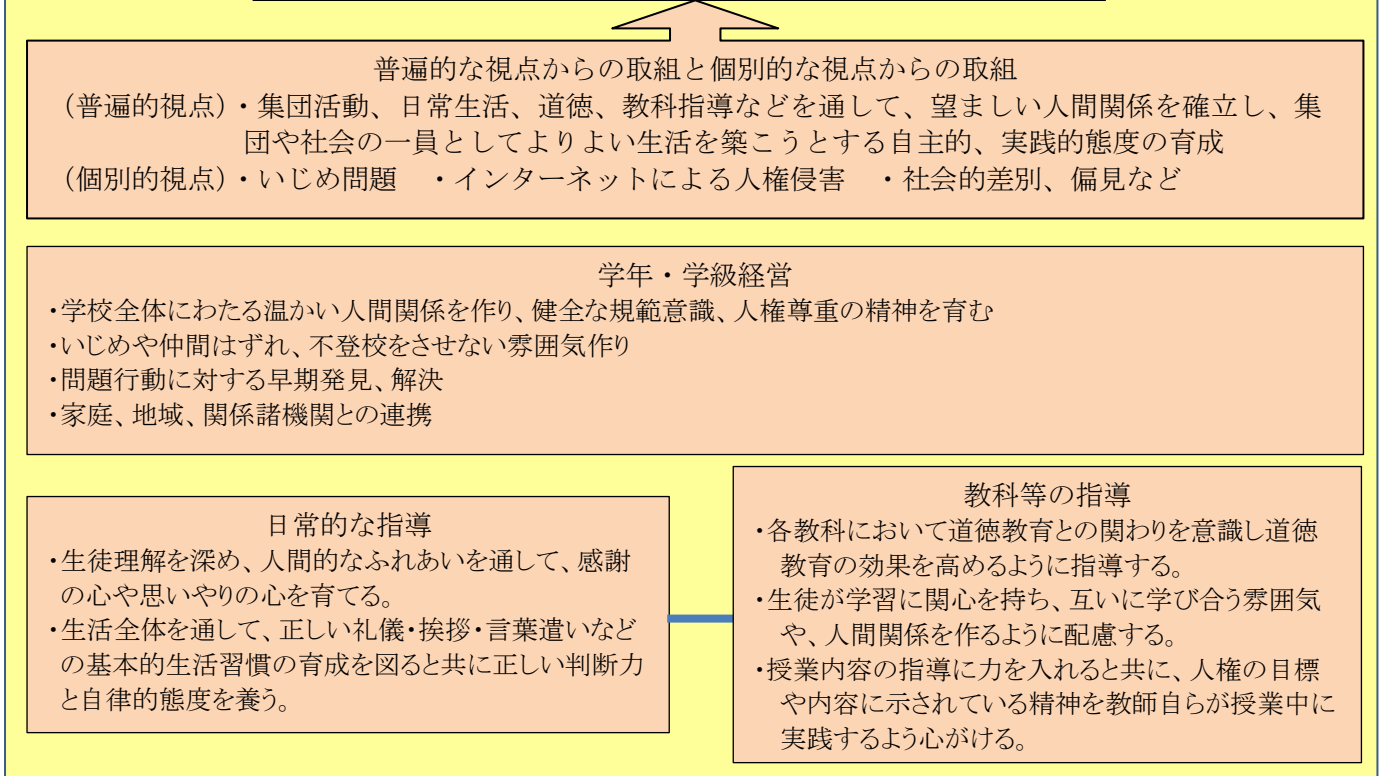 普遍的な視点からの取組と個別的な視点からの取組
（普遍的視点）・集団活動、日常生活、道徳、教科指導などを通して、望ましい人間関係を確立し、集
団や社会の一員としてよりよい生活を築こうとする自主的、実践的態度の育成
（個別的視点）・いじめ問題　・インターネットによる人権侵害　・社会的差別、偏見など
学年・学級経営
・学校全体にわたる温かい人間関係を作り、健全な規範意識、人権尊重の精神を育む
・いじめや仲間はずれ、不登校をさせない雰囲気作り
・問題行動に対する早期発見、解決
・家庭、地域、関係諸機関との連携
日常的な指導
・生徒理解を深め、人間的なふれあいを通して、感謝
の心や思いやりの心を育てる。
・生活全体を通して、正しい礼儀・挨拶・言葉遣いなど
の基本的生活習慣の育成を図ると共に正しい判断力
と自律的態度を養う。
教科等の指導
・各教科において道徳教育との関わりを意識し道徳
教育の効果を高めるように指導する。
・生徒が学習に関心を持ち、互いに学び合う雰囲気
や、人間関係を作るように配慮する。
・授業内容の指導に力を入れると共に、人権の目標
や内容に示されている精神を教師自らが授業中に
実践するよう心がける。